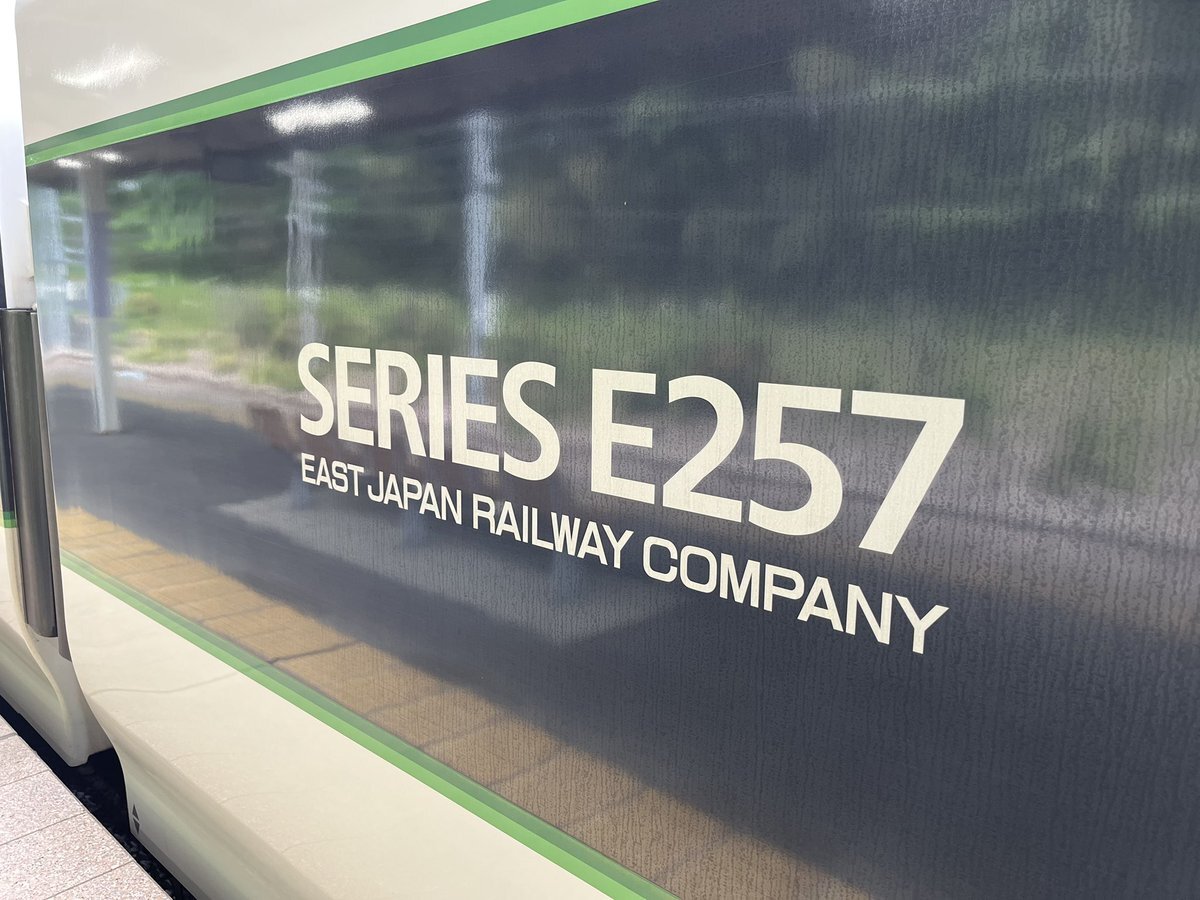 SERIES E257
EAST JAPAN RAILWAY COMPANY